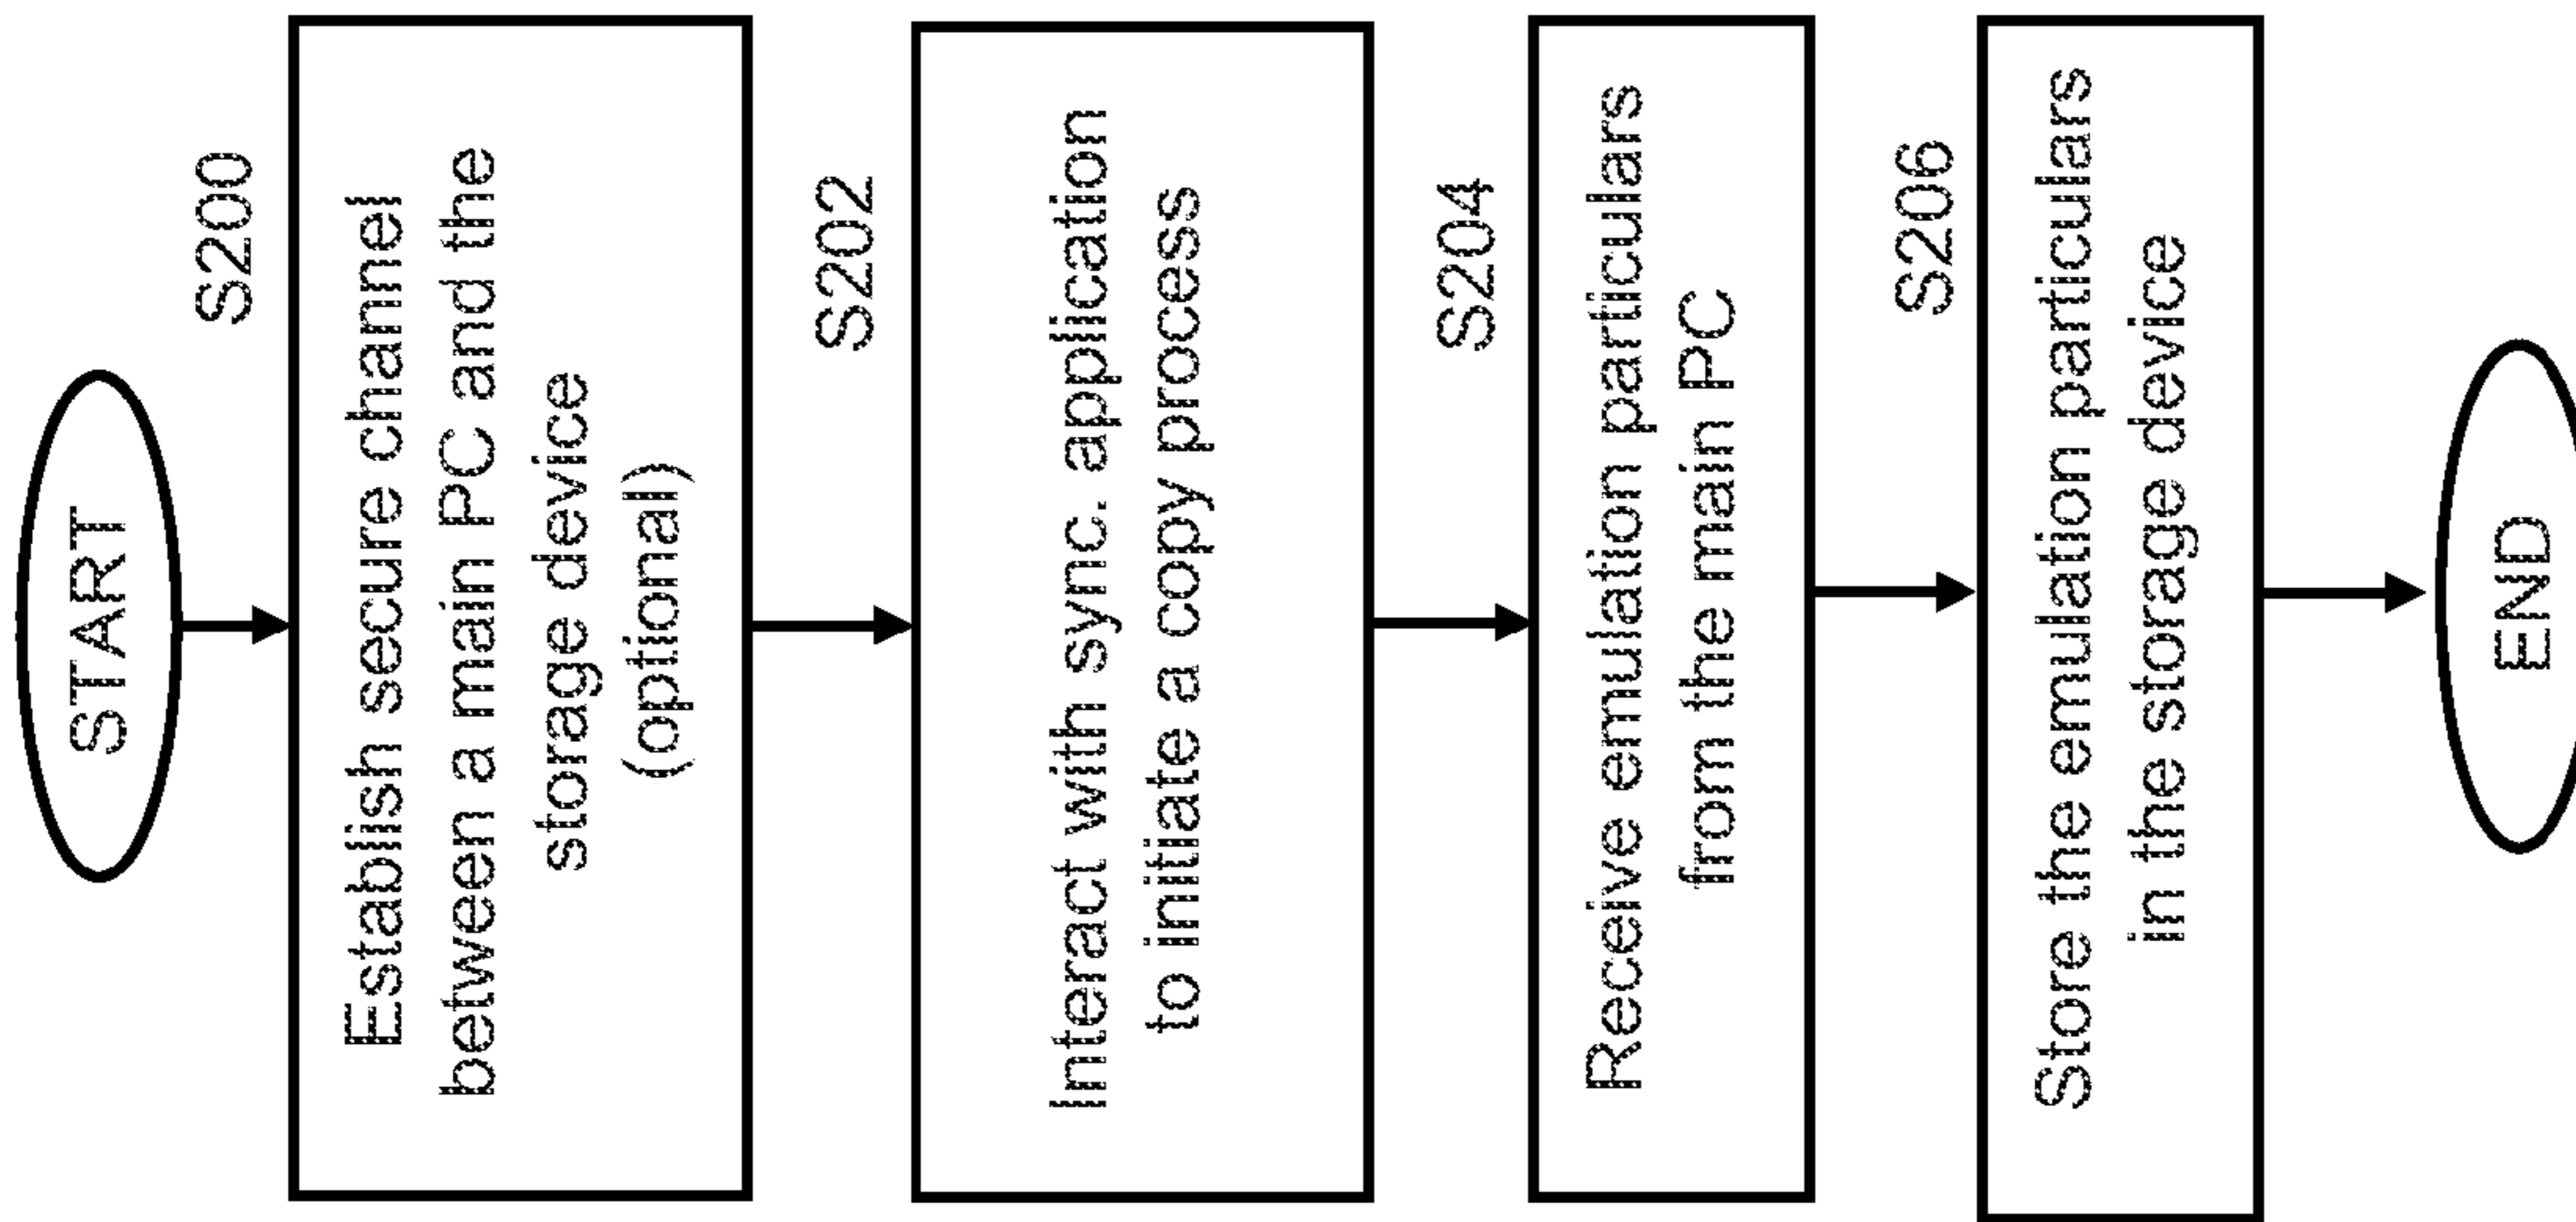 START
S200
Establish secure channel
between a main PC and the
storage device
(optional)
S202
Interact with sync. application
to initiate a copy process
S204
Receive emulation particulars
from the main PC
S206
Store the emulation particulars
in the storage device
END